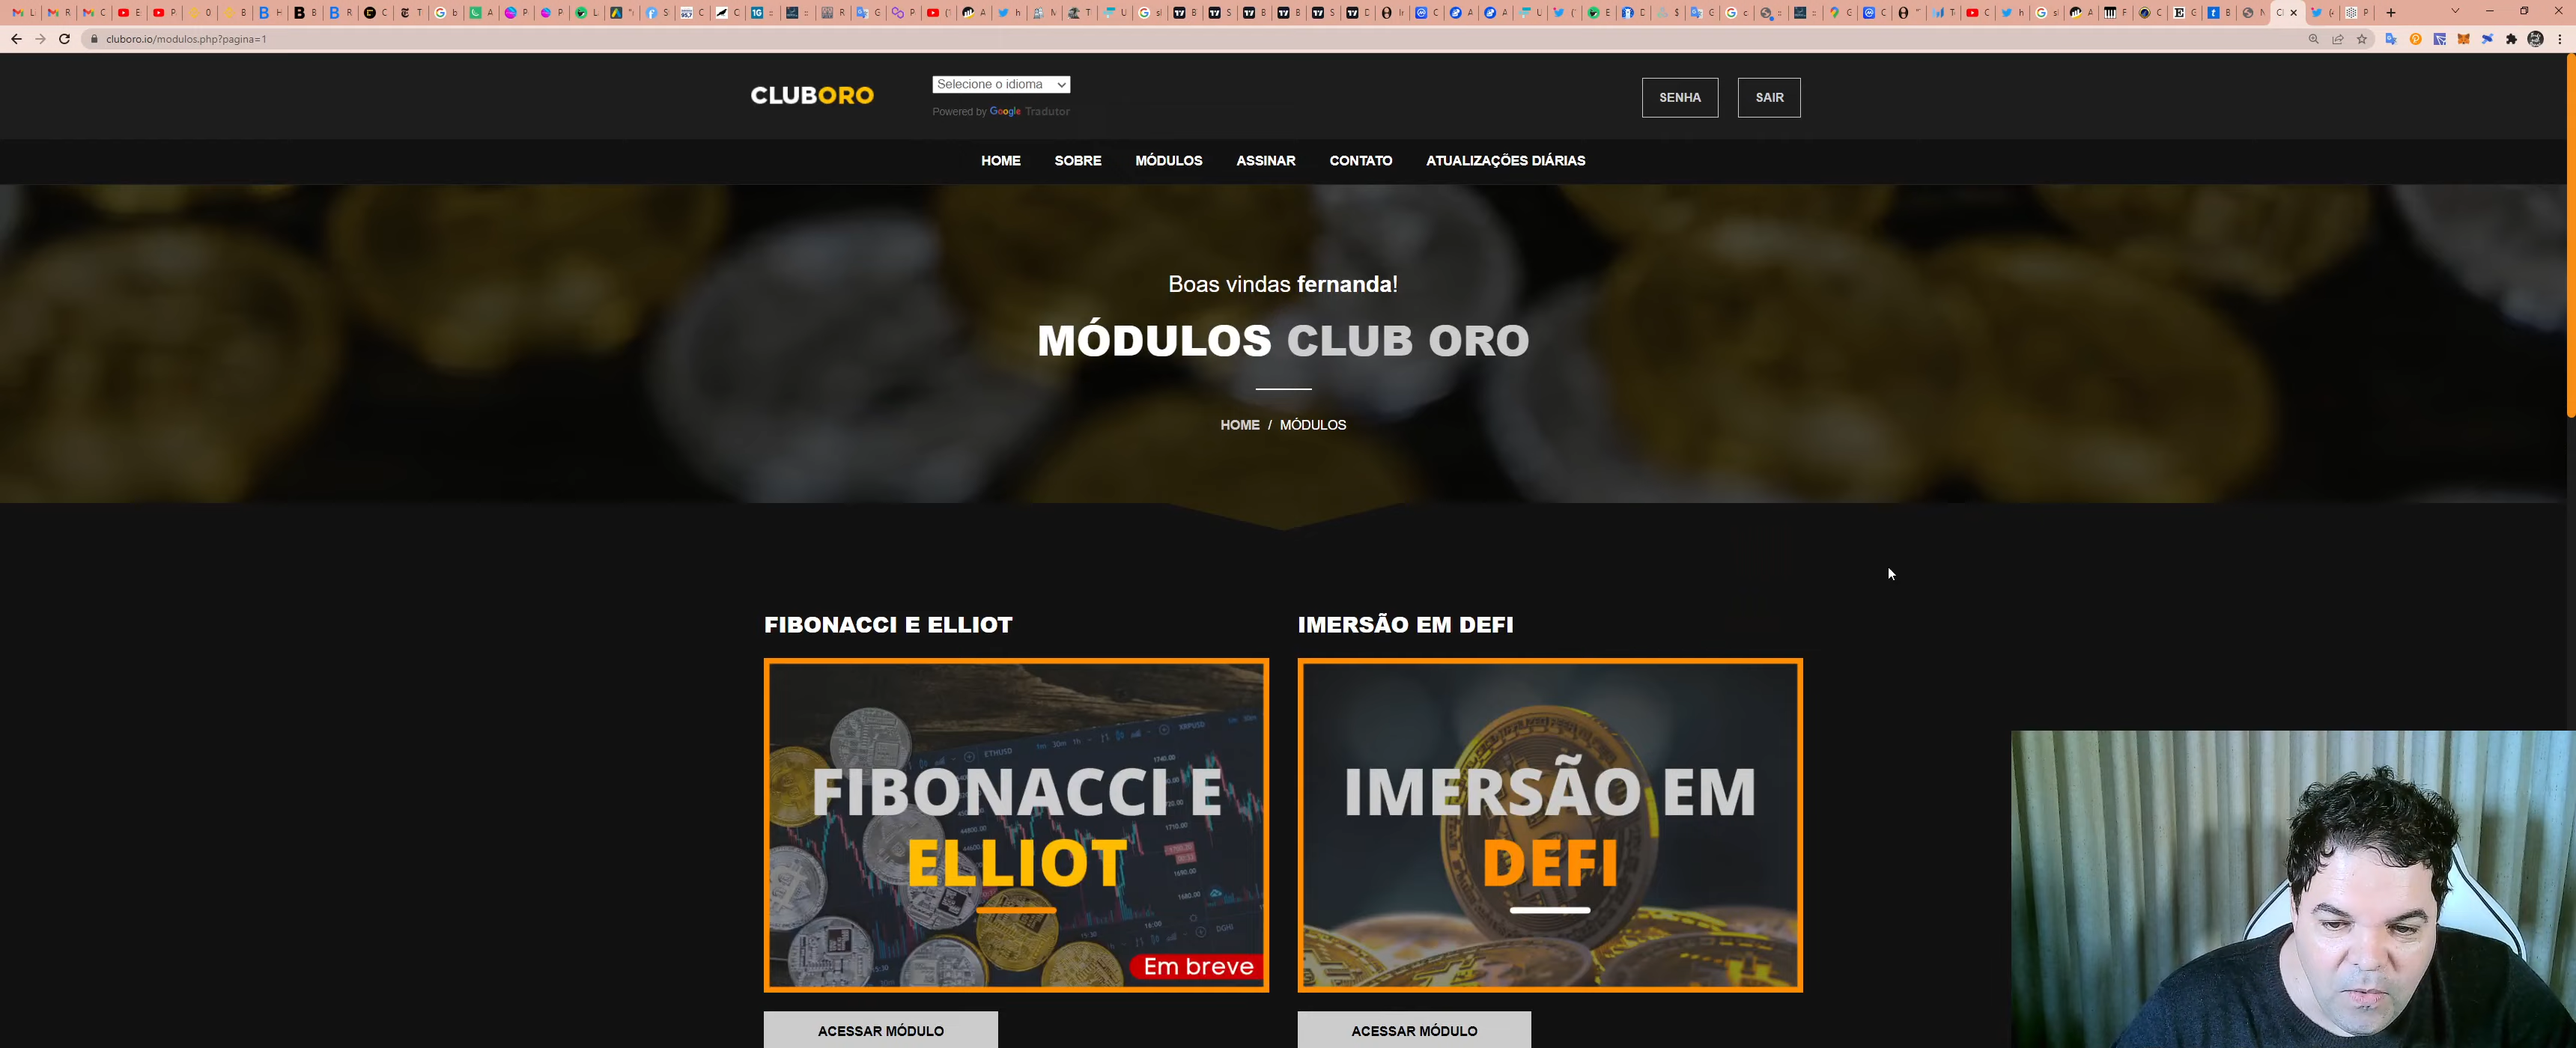 cluboro.io/modulos.php?pagina=1
CLUBORO
Selecione o idioma
Powered by Google Tradutor
SENHA
SAIR
HOME SOBRE MÓDULOS ASSINAR CONTATO ATUALIZAÇÕES DIÁRIAS
Boas vindas fernanda!
MÓDULOS CLUB ORO
HOME / MÓDULOS
FIBONACCI E ELLIOT
IMERSÃO EM DEFI
ETHUSD
XRPUSD
FIBONACCI E
ELLIOT
Em breve
IMERSÃO EM
DEFI
ACESSAR MÓDULO
ACESSAR MÓDULO